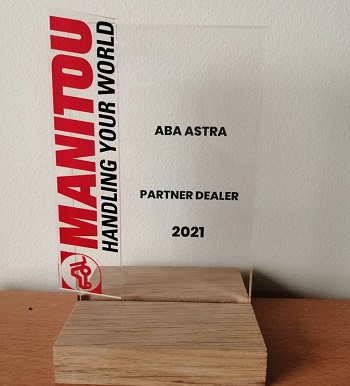 MANITOU
HANDLING YOUR WORLD
ABA ASTRA
PARTNER DEALER
2021